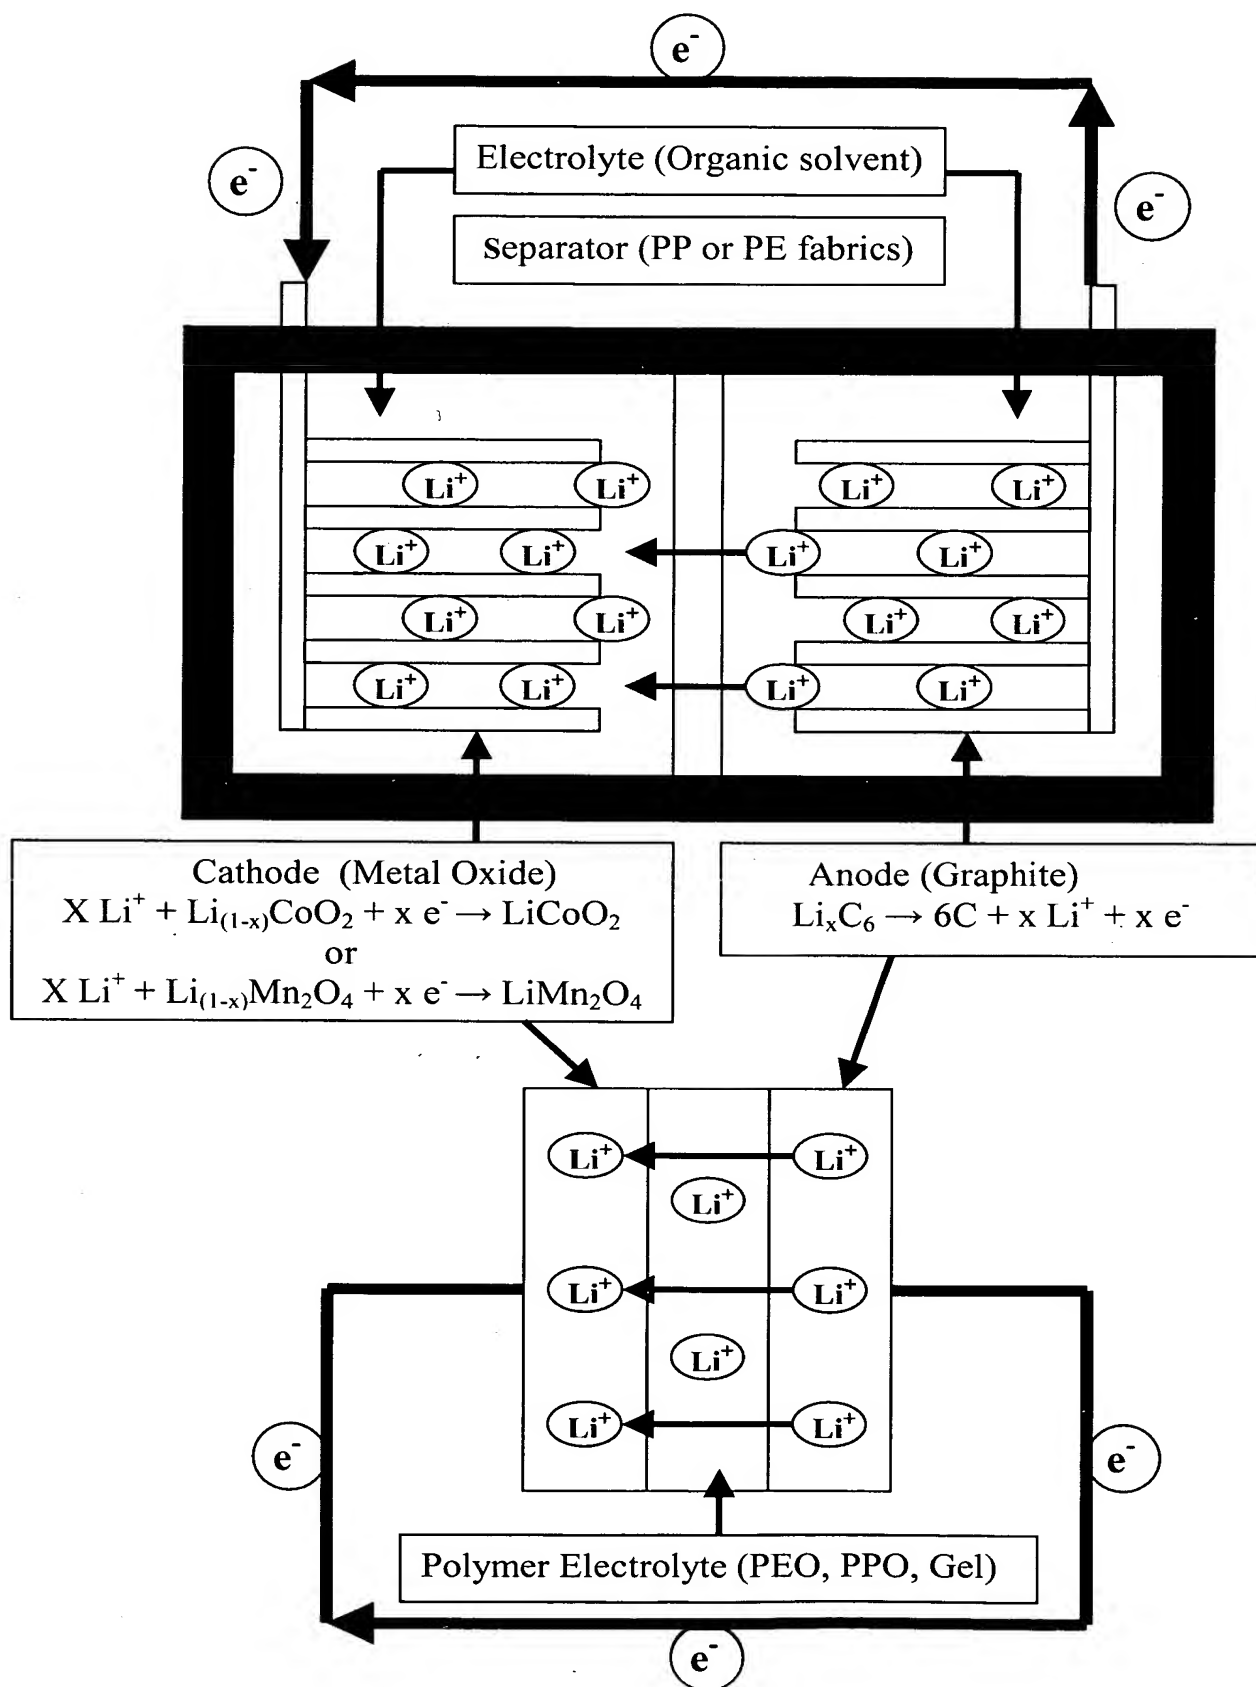 e⁻
e⁻
e⁻
Electrolyte (Organic solvent)
Separator (PP or PE fabrics)
Li⁺ Li⁺ Li⁺ Li⁺
Li⁺ Li⁺ Li⁺ Li⁺
Li⁺ Li⁺ Li⁺ Li⁺
Li⁺ Li⁺ Li⁺ Li⁺
Cathode (Metal Oxide)
X Li⁺ + Li₍₁₋ₓ₎CoO₂ + x e⁻ → LiCoO₂
or
X Li⁺ + Li₍₁₋ₓ₎Mn₂O₄ + x e⁻ → LiMn₂O₄
Anode (Graphite)
LiₓC₆ → 6C + x Li⁺ + x e⁻
Li⁺ Li⁺
Li⁺
Li⁺ Li⁺
Li⁺
Li⁺ Li⁺
e⁻ e⁻
Polymer Electrolyte (PEO, PPO, Gel)
e⁻